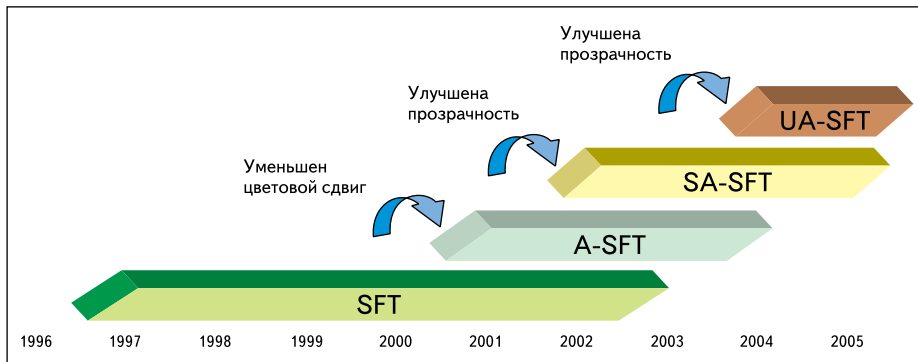 Улучшена
прозрачность
UA-SFT
Улучшена
прозрачность
SA-SFT
Уменьшен
цветовой сдвиг
A-SFT
SFT
1996 1997 1998 1999 2000 2001 2002 2003 2004 2005